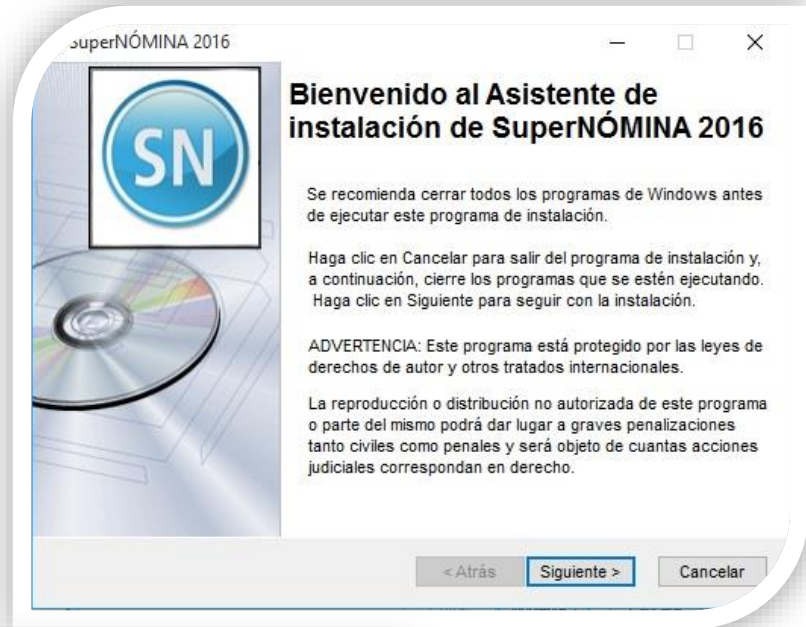 SuperNÓMINA 2016
SN
Bienvenido al Asistente de
instalación de SuperNÓMINA 2016
Se recomienda cerrar todos los programas de Windows antes
de ejecutar este programa de instalación.
Haga clic en Cancelar para salir del programa de instalación y,
a continuación, cierre los programas que se estén ejecutando.
Haga clic en Siguiente para seguir con la instalación.
ADVERTENCIA: Este programa está protegido por las leyes de
derechos de autor y otros tratados internacionales.
La reproducción o distribución no autorizada de este programa
o parte del mismo podrá dar lugar a graves penalizaciones
tanto civiles como penales y será objeto de cuantas acciones
judiciales correspondan en derecho.
< Atrás Siguiente > Cancelar